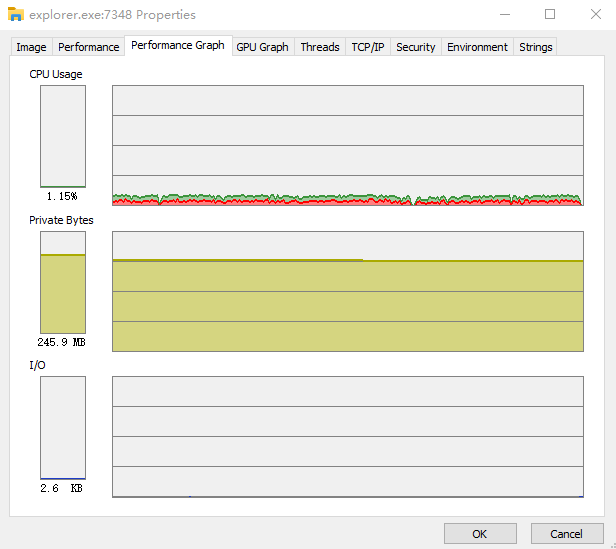 explorer.exe:7348 Properties
Image Performance Performance Graph GPU Graph Threads TCP/IP Security Environment Strings
CPU Usage
1.15%
Private Bytes
245.9 MB
I/O
2.6 KB
OK Cancel